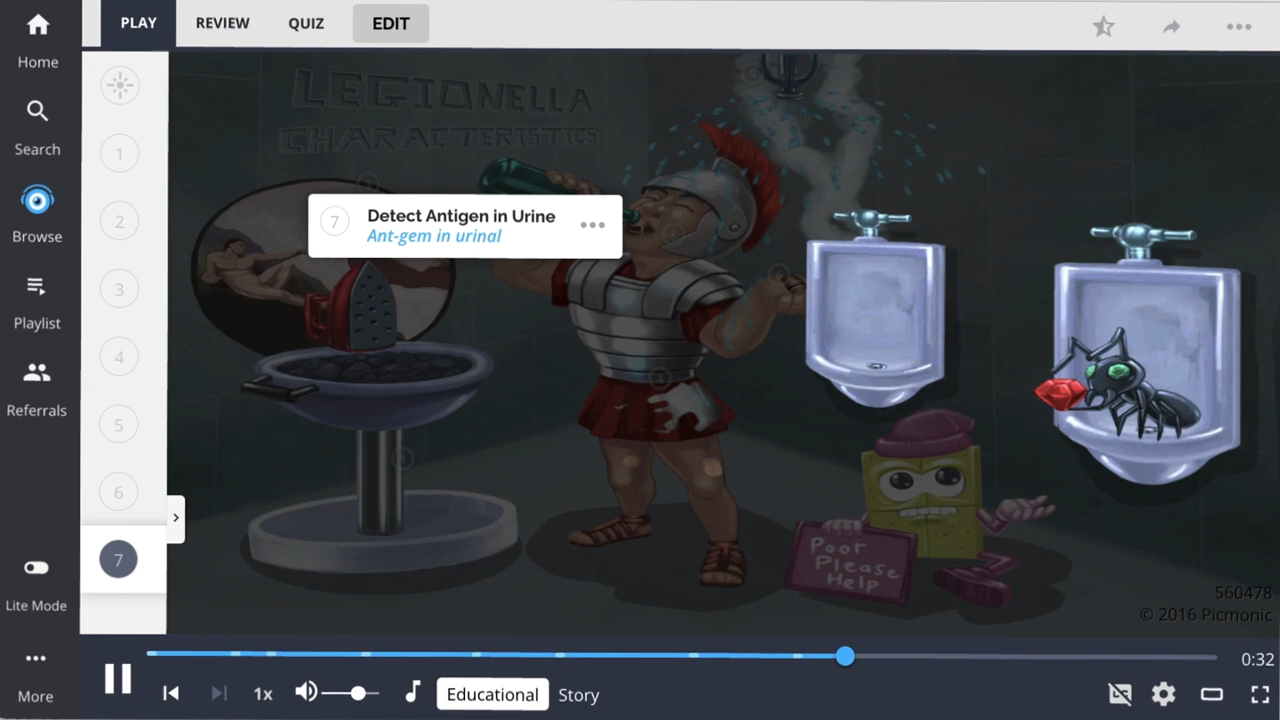 PLAY
REVIEW
QUIZ
EDIT
Home
Search
Browse
Playlist
Referrals
Lite Mode
More
1
2
3
4
5
6
7
LEGIONELLA
CHARACTERISTICS
7
Detect Antigen in Urine
Ant-gem in urinal
Poor
Please
Help
560478
© 2016 Picmonic
0:32
1x
Educational
Story